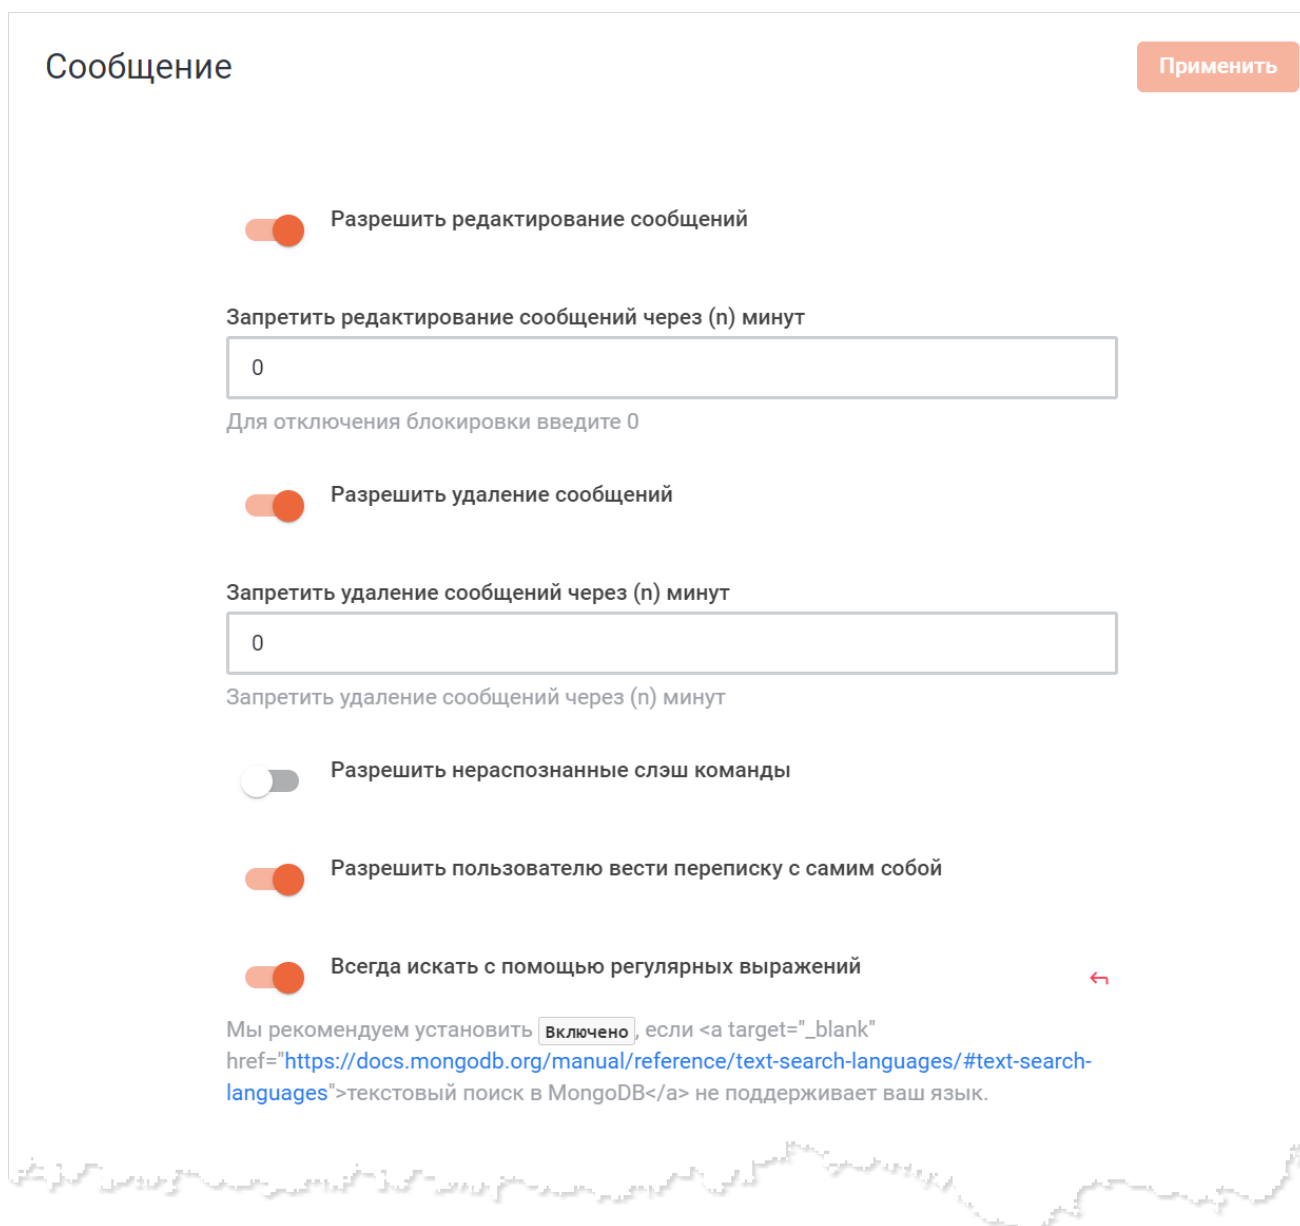 Сообщение
Применить
Разрешить редактирование сообщений
Запретить редактирование сообщений через (n) минут
0
Для отключения блокировки введите 0
Разрешить удаление сообщений
Запретить удаление сообщений через (n) минут
0
Запретить удаление сообщений через (n) минут
Разрешить нераспознанные слэш команды
Разрешить пользователю вести переписку с самим собой
Всегда искать с помощью регулярных выражений
Мы рекомендуем установить Включено, если <a target="_blank"
href="https://docs.mongodb.org/manual/reference/text-search-languages/#text-search-
languages">текстовый поиск в MongoDB</a> не поддерживает ваш язык.